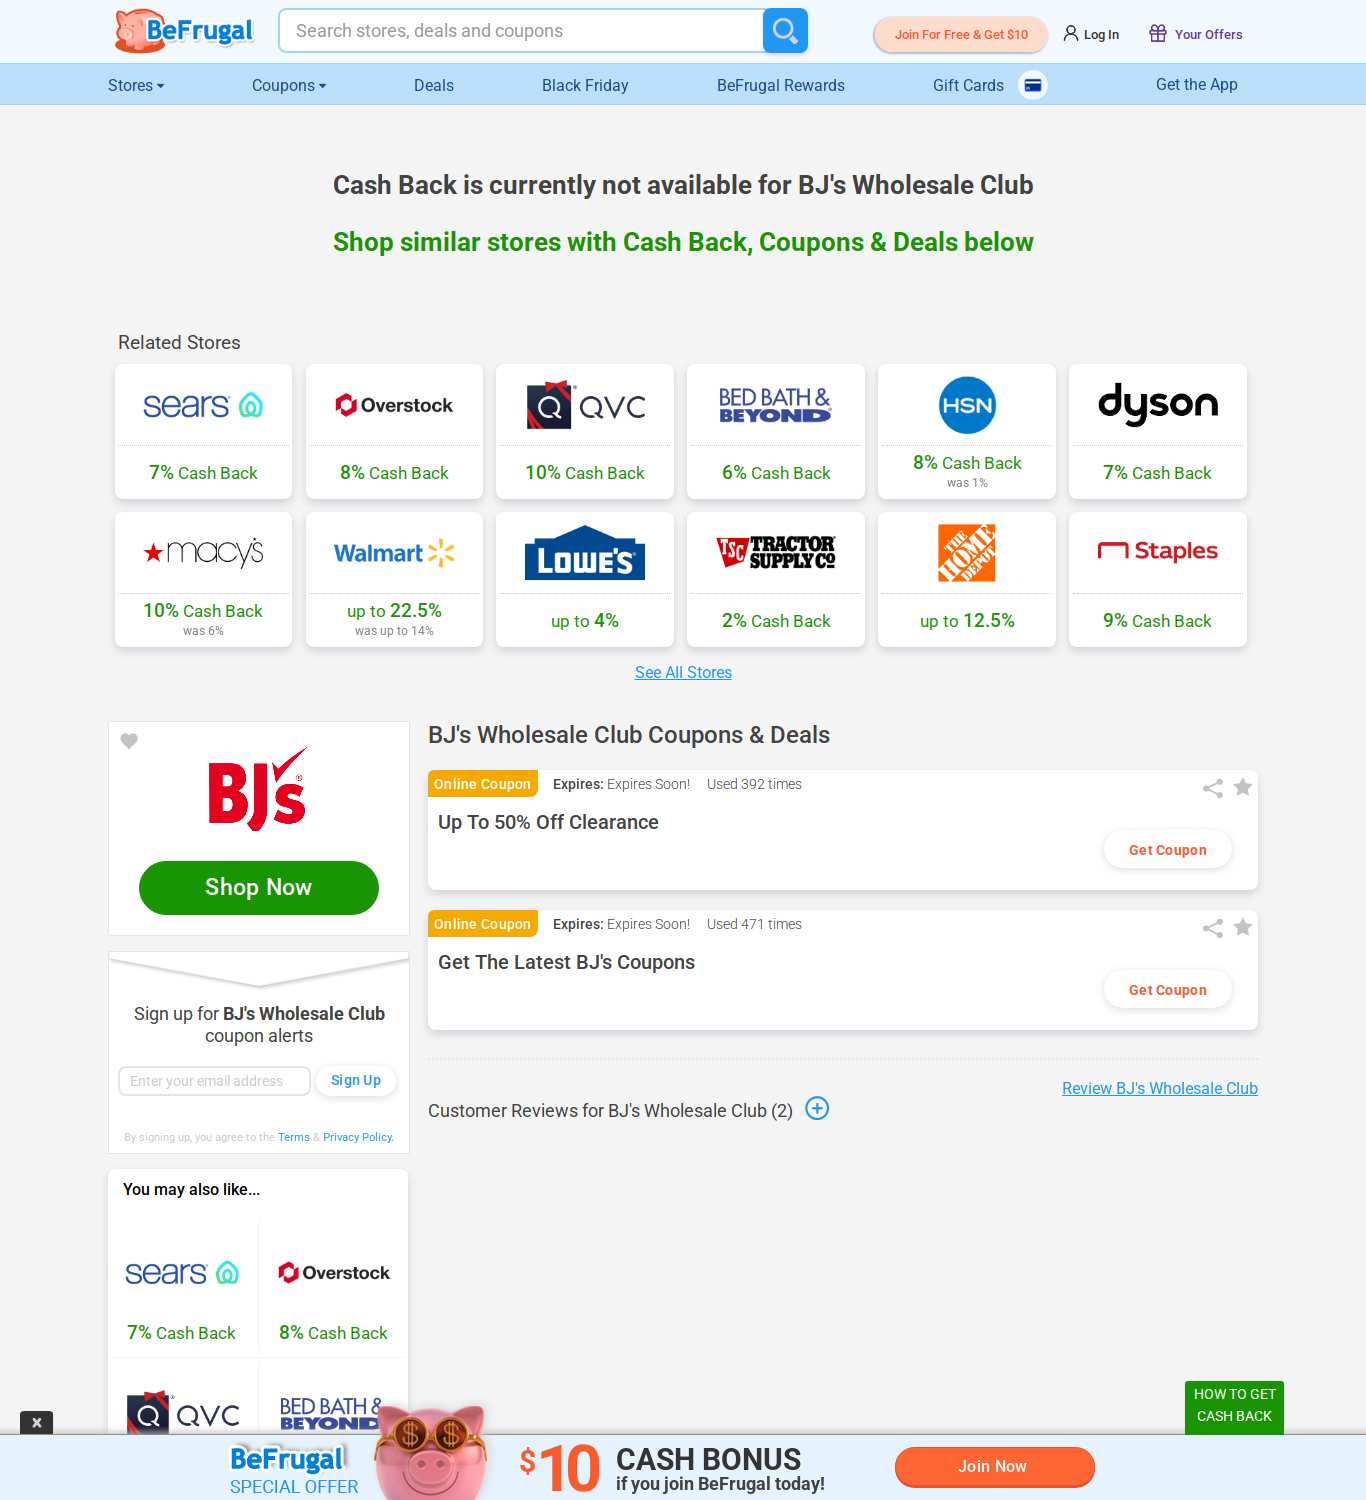 BeFrugal
Search stores, deals and coupons
Join For Free & Get $10
Log In
Your Offers
Stores
Coupons
Deals
Black Friday
BeFrugal Rewards
Gift Cards
Get the App
Cash Back is currently not available for BJ's Wholesale Club
Shop similar stores with Cash Back, Coupons & Deals below
Related Stores
sears
Overstock
QVC
BED BATH &
BEYOND
HSN
dyson
7% Cash Back
8% Cash Back
10% Cash Back
6% Cash Back
8% Cash Back
was 1%
7% Cash Back
macy's
Walmart
LOWE'S
TSC TRACTOR
SUPPLY CO
THE
HOME
DEPOT
Staples
10% Cash Back
was 6%
up to 22.5%
was up to 14%
up to 4%
2% Cash Back
up to 12.5%
9% Cash Back
See All Stores
BJ's
Shop Now
Sign up for BJ's Wholesale Club
coupon alerts
Enter your email address
Sign Up
By signing up, you agree to the Terms & Privacy Policy.
You may also like...
sears
Overstock
7% Cash Back
8% Cash Back
QVC
BED BATH &
BEYOND
BJ's Wholesale Club Coupons & Deals
Online Coupon
Expires: Expires Soon!
Used 392 times
Up To 50% Off Clearance
Get Coupon
Online Coupon
Expires: Expires Soon!
Used 471 times
Get The Latest BJ's Coupons
Get Coupon
Review BJ's Wholesale Club
Customer Reviews for BJ's Wholesale Club (2)
HOW TO GET
CASH BACK
x
BeFrugal
SPECIAL OFFER
$ $
$10
CASH BONUS
if you join BeFrugal today!
Join Now